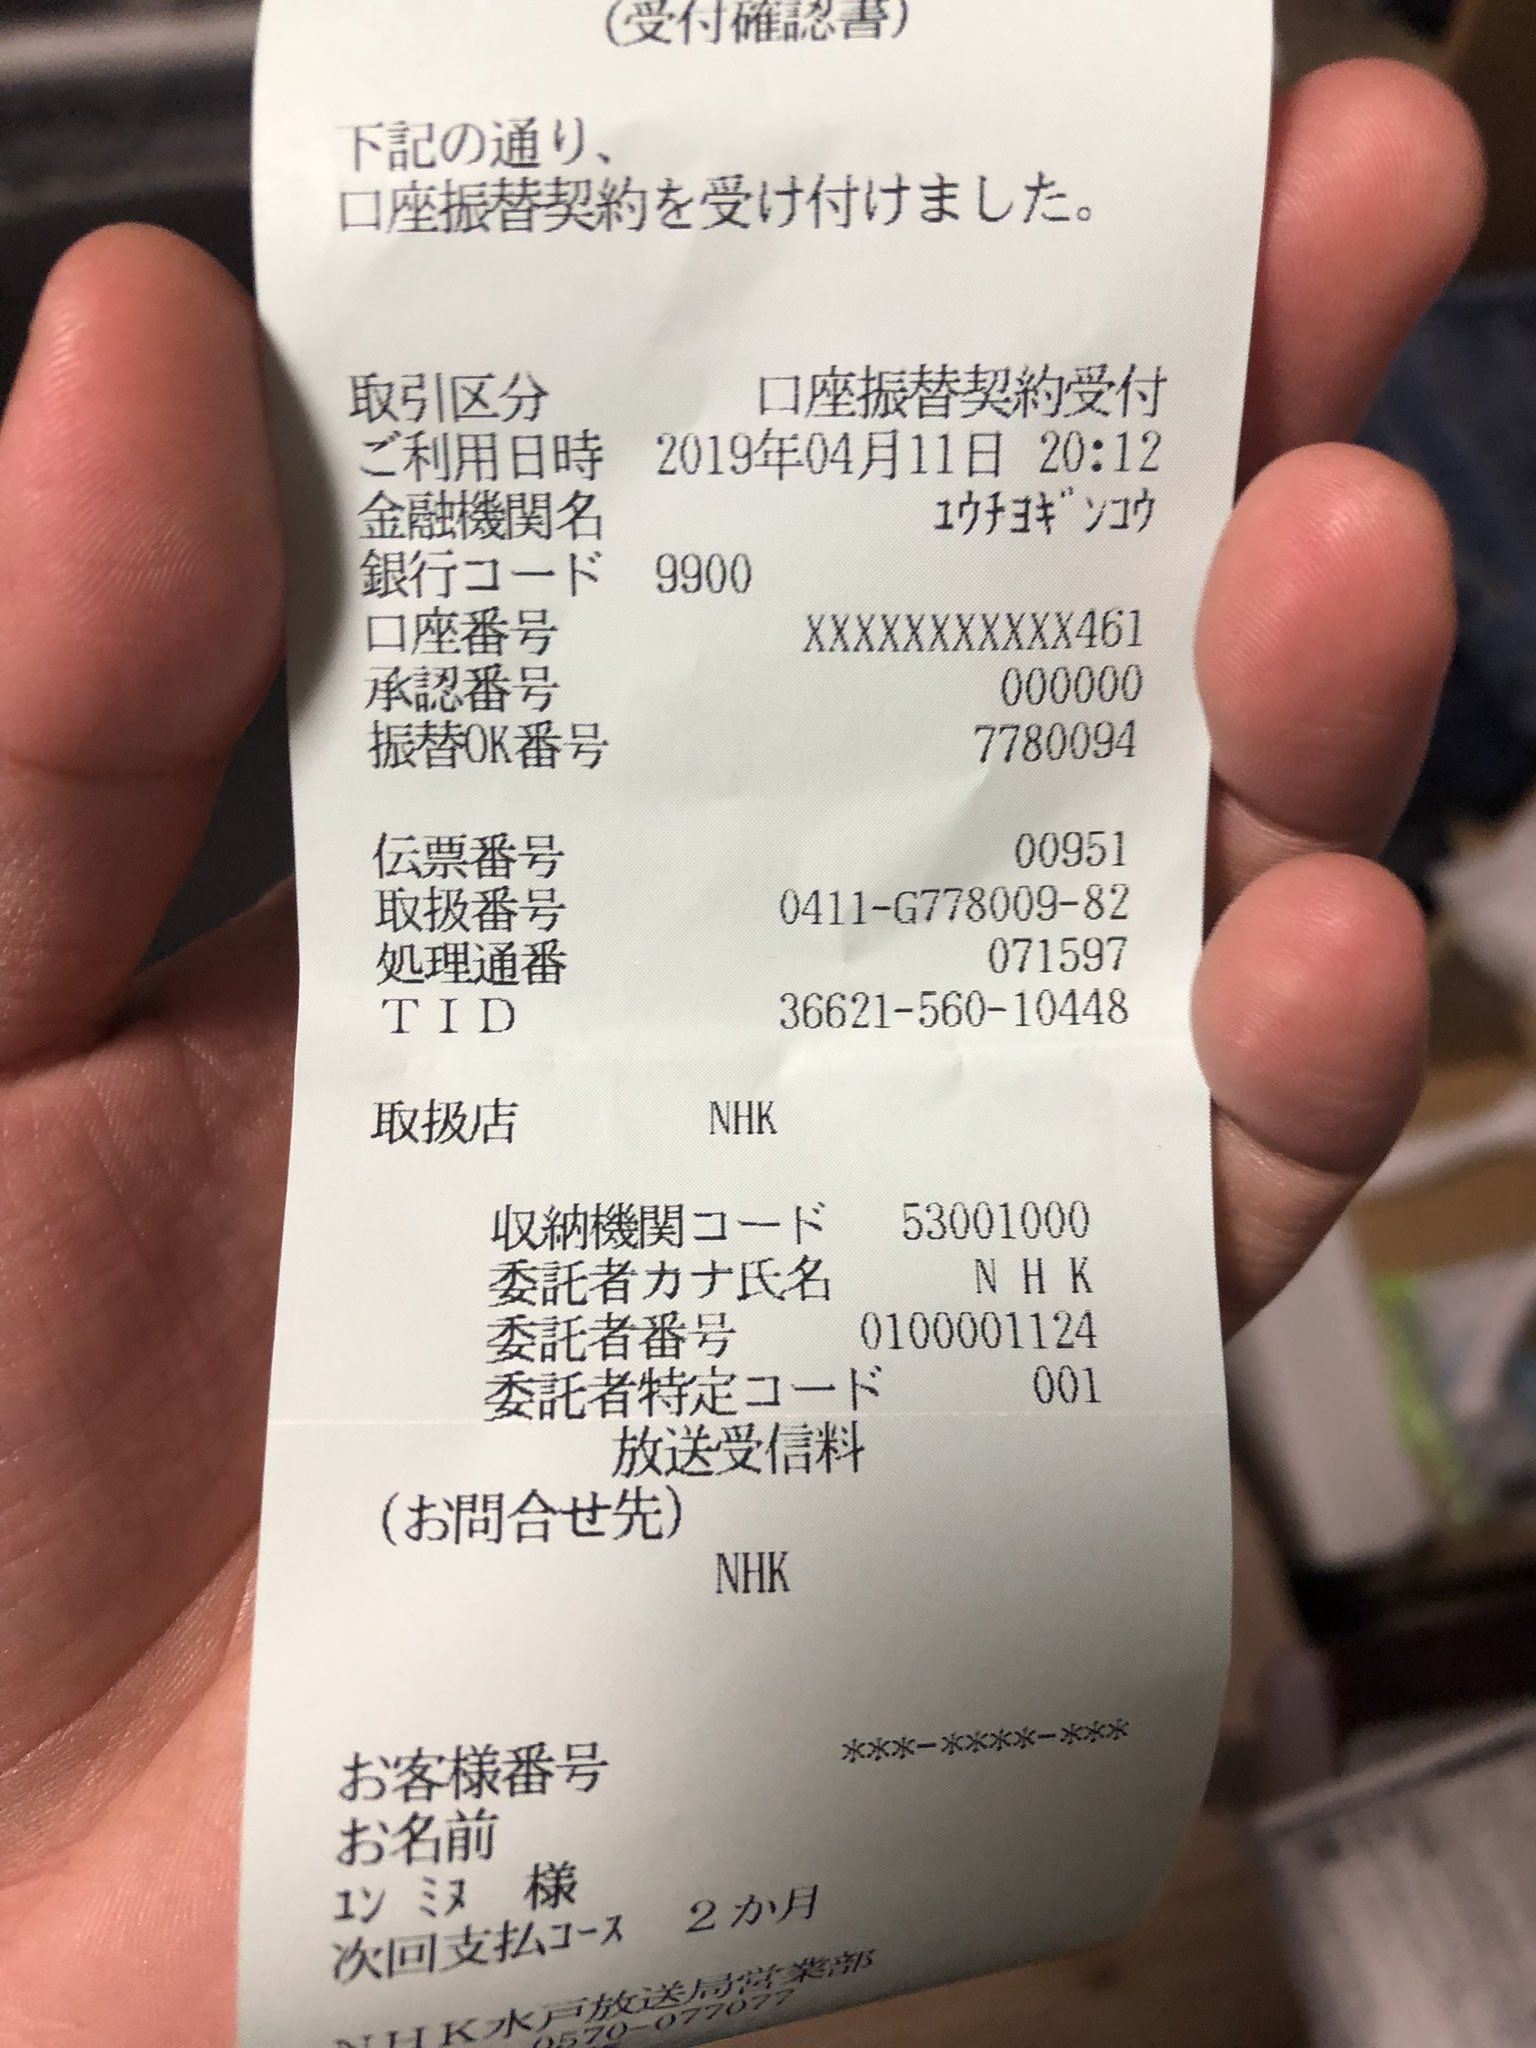 (受付確認書)
下記の通り、
口座振替契約を受け付けました。
取引区分 口座振替契約受付
ご利用日時 2019年04月11日 20:12
金融機関名 ﾕｳﾁﾖｷﾞﾝｺｳ
銀行コード 9900
口座番号 XXXXXXXXXXX461
承認番号 000000
振替OK番号 7780094
伝票番号 00951
取扱番号 0411-G778009-82
処理通番 071597
ＴＩＤ 36621-560-10448
取扱店 NHK
収納機関コード 53001000
委託者カナ氏名 N H K
委託者番号 0100001124
委託者特定コード 001
放送受信料
(お問合せ先)
NHK
お客様番号 ***-****-***
お名前
ﾕﾝ ﾐﾇ 様
次回支払ｺｰｽ ２か月
ＮＨＫ水戸放送局営業部
0570-077077